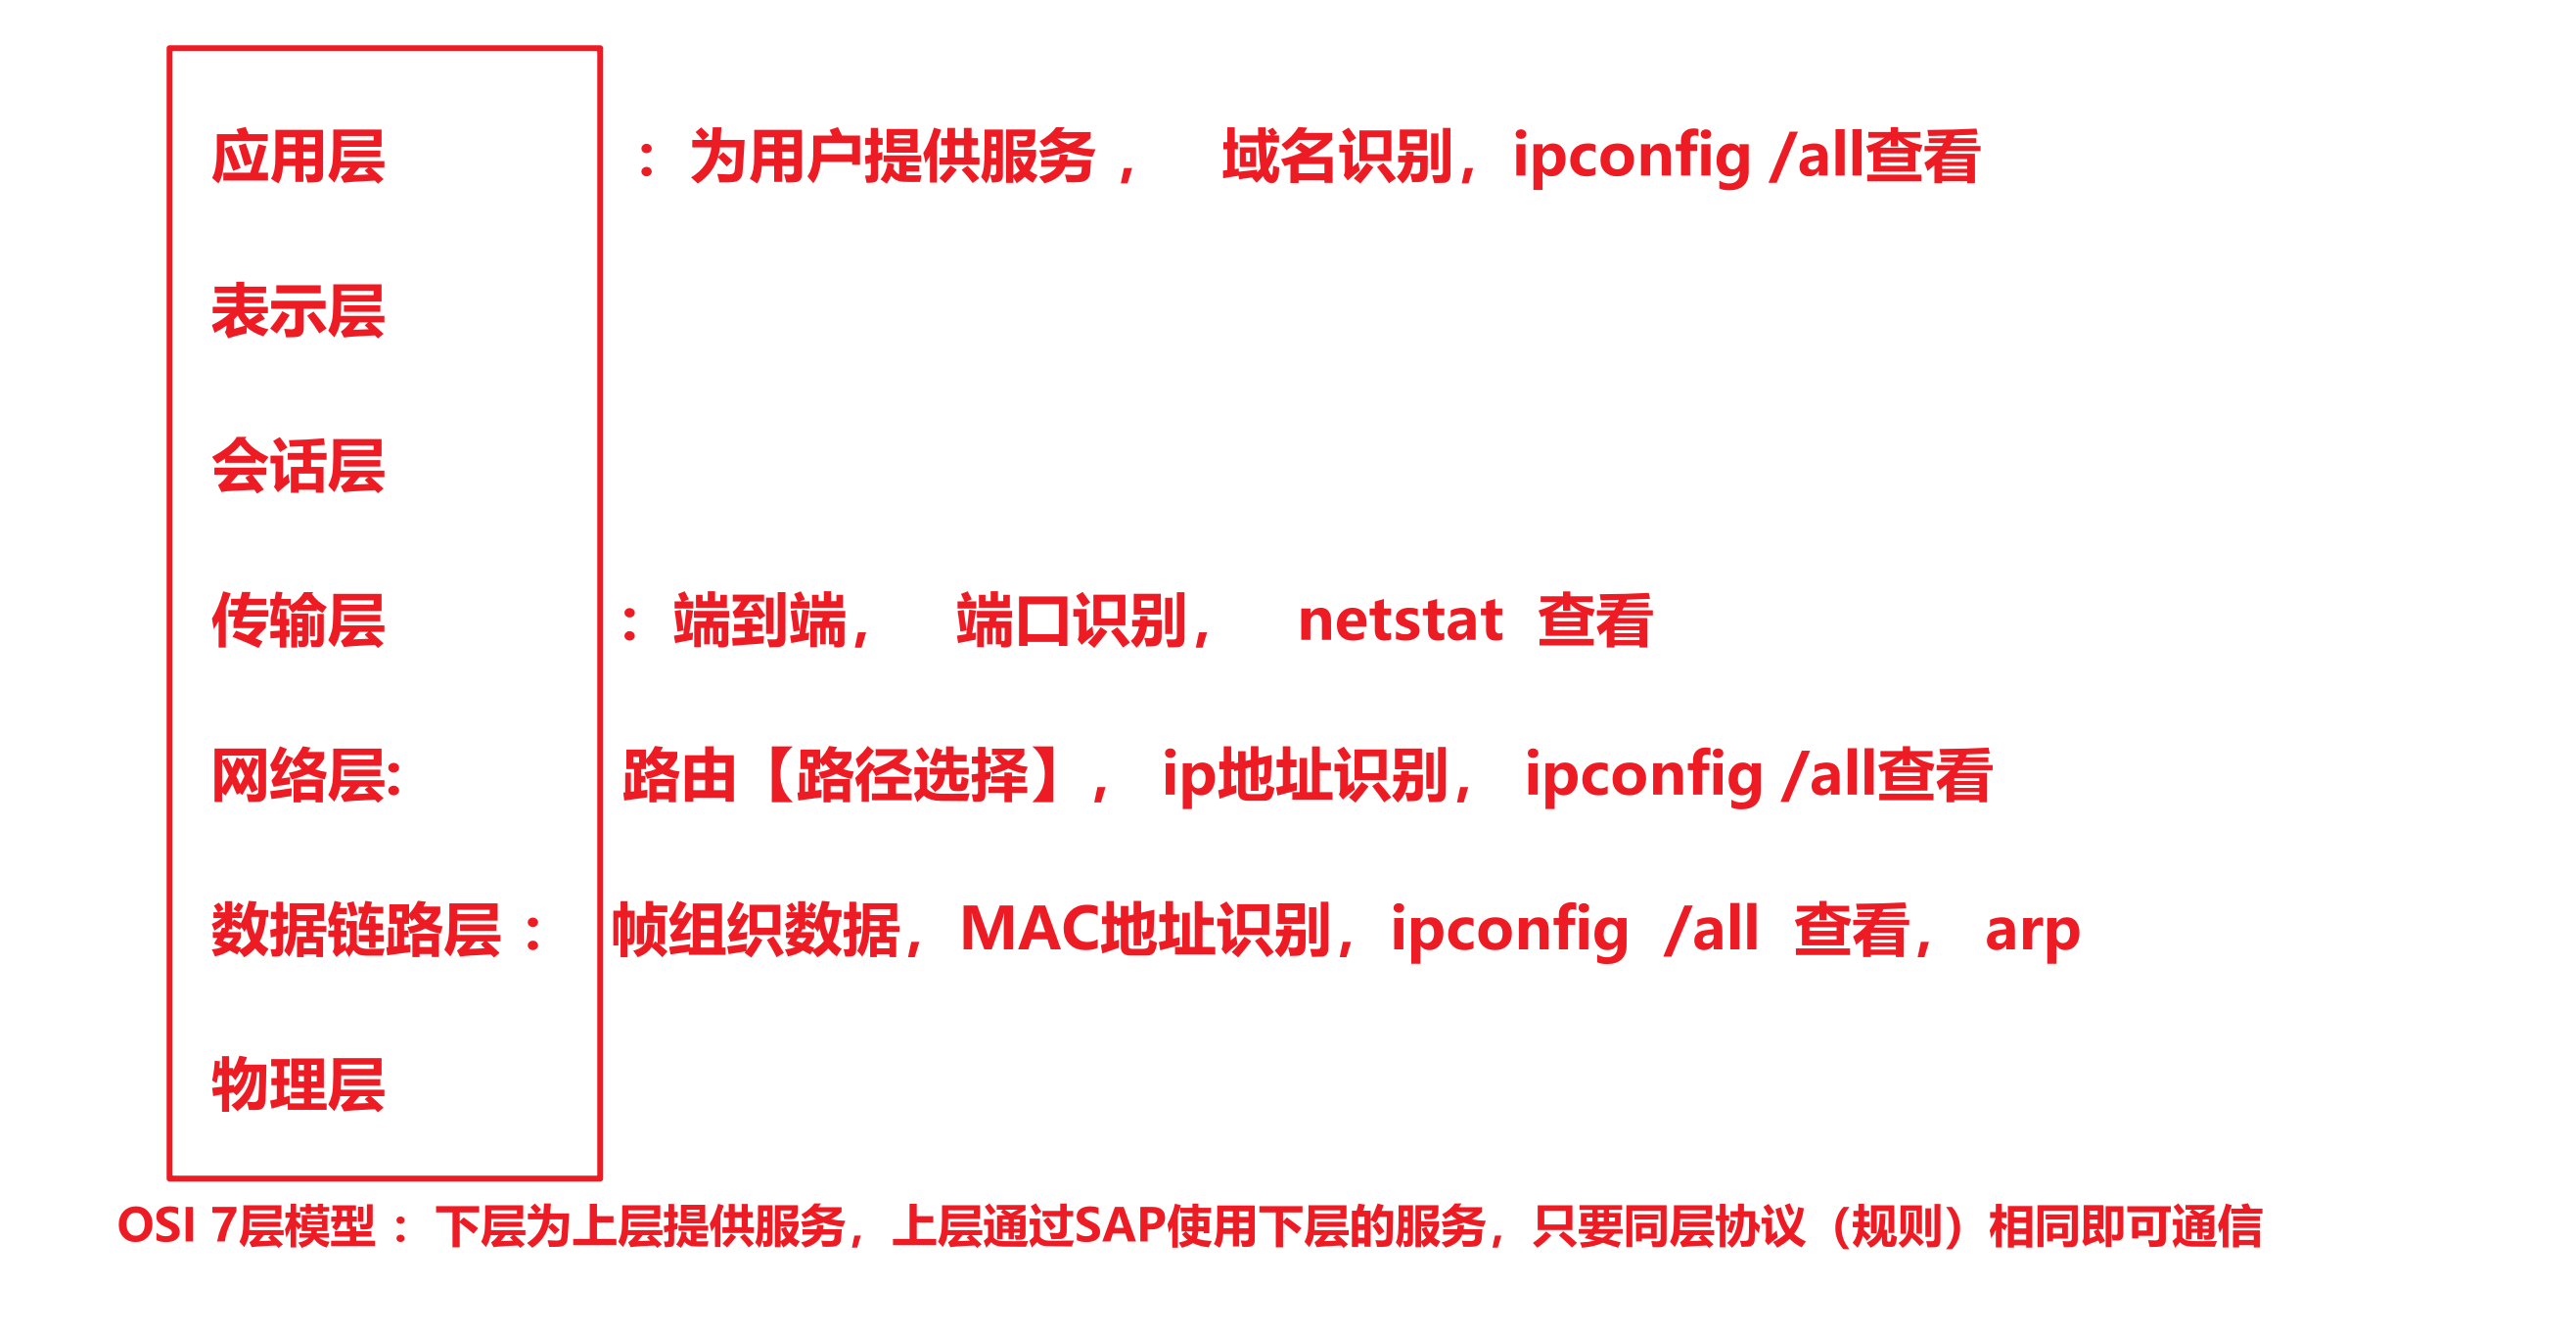 应用层 : 为用户提供服务 , 域名识别, ipconfig /all查看
表示层
会话层
传输层 : 端到端, 端口识别, netstat 查看
网络层: 路由【路径选择】, ip地址识别, ipconfig /all查看
数据链路层 : 帧组织数据, MAC地址识别, ipconfig /all 查看, arp
物理层
OSI 7层模型 : 下层为上层提供服务, 上层通过SAP使用下层的服务, 只要同层协议（规则）相同即可通信